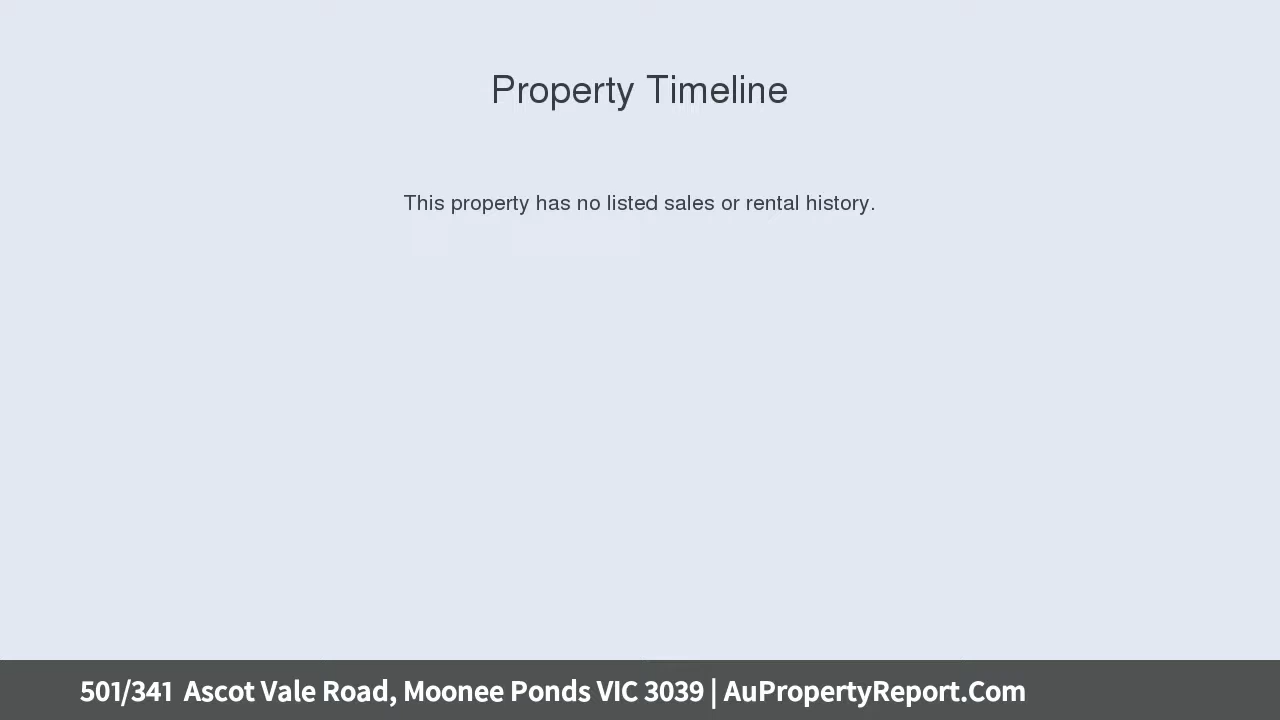 Property Timeline
This property has no listed sales or rental history.
501/341 Ascot Vale Road, Moonee Ponds VIC 3039 | AuPropertyReport.Com